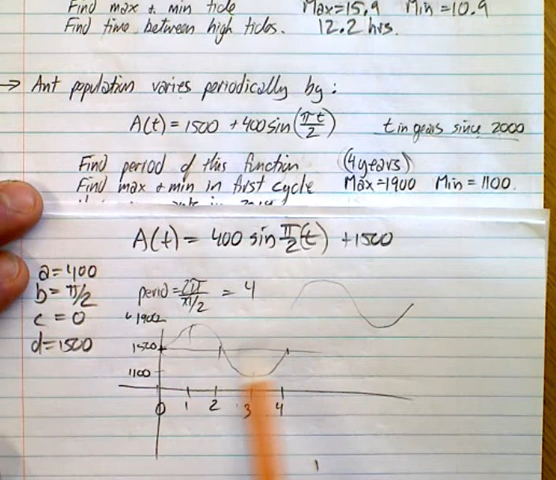 Find max + min tide Max=15.9 Min=10.9
Find time between high tides. 12.2 hrs.
→ Ant population varies periodically by:
A(t) = 1500 + 400 sin(πt/2) t in years since 2000
Find period of this function (4 years)
Find max + min in first cycle Max=1900 Min=1100.
A(t) = 400 sin π/2(t) + 1500
a = 400
b = π/2
c = 0
d = 1500
period = 2π/π/2 = 4
1900
1500
1100
0 1 2 3 4